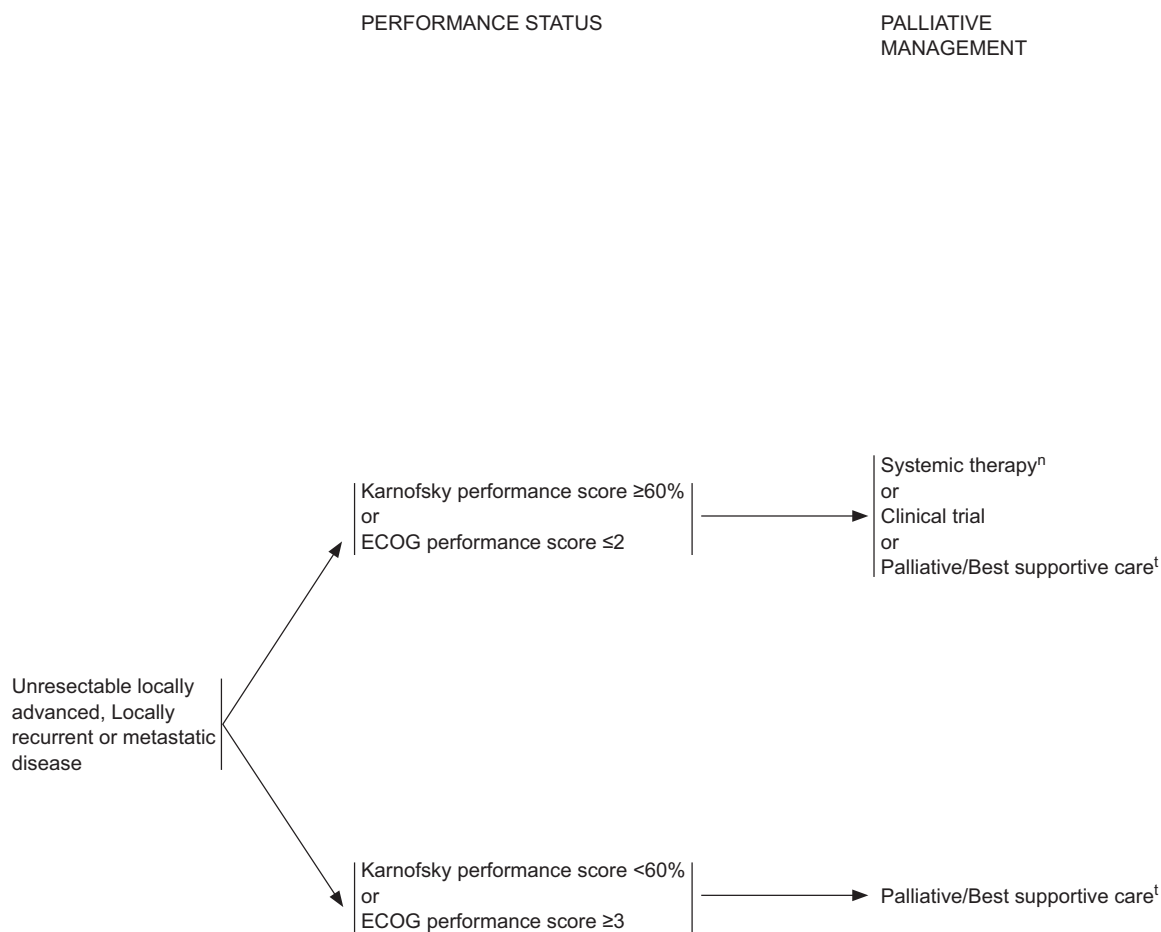 PERFORMANCE STATUS
PALLIATIVE
MANAGEMENT
Karnofsky performance score ≥60%
or
ECOG performance score ≤2
Systemic therapyⁿ
or
Clinical trial
or
Palliative/Best supportive careᵗ
Unresectable locally
advanced, Locally
recurrent or metastatic
disease
Karnofsky performance score <60%
or
ECOG performance score ≥3
Palliative/Best supportive careᵗ